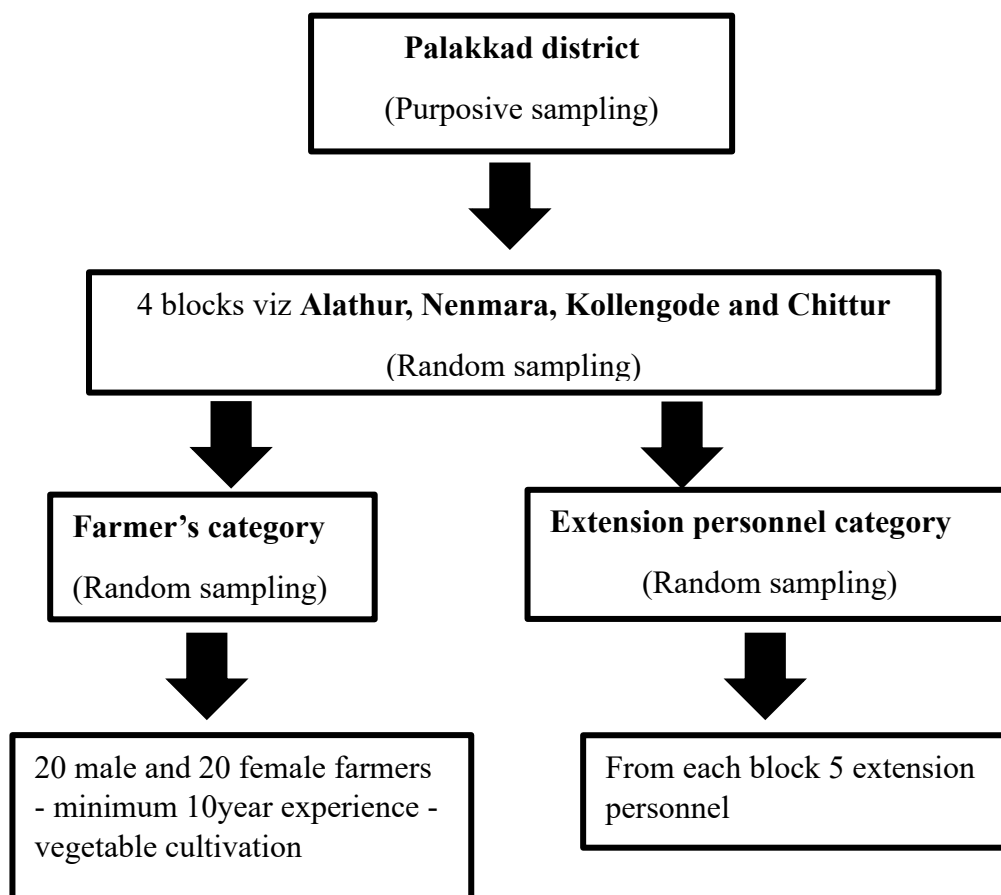 Palakkad district
(Purposive sampling)
4 blocks viz Alathur, Nenmara, Kollengode and Chittur
(Random sampling)
Farmer’s category
(Random sampling)
Extension personnel category
(Random sampling)
20 male and 20 female farmers
- minimum 10year experience -
vegetable cultivation
From each block 5 extension
personnel